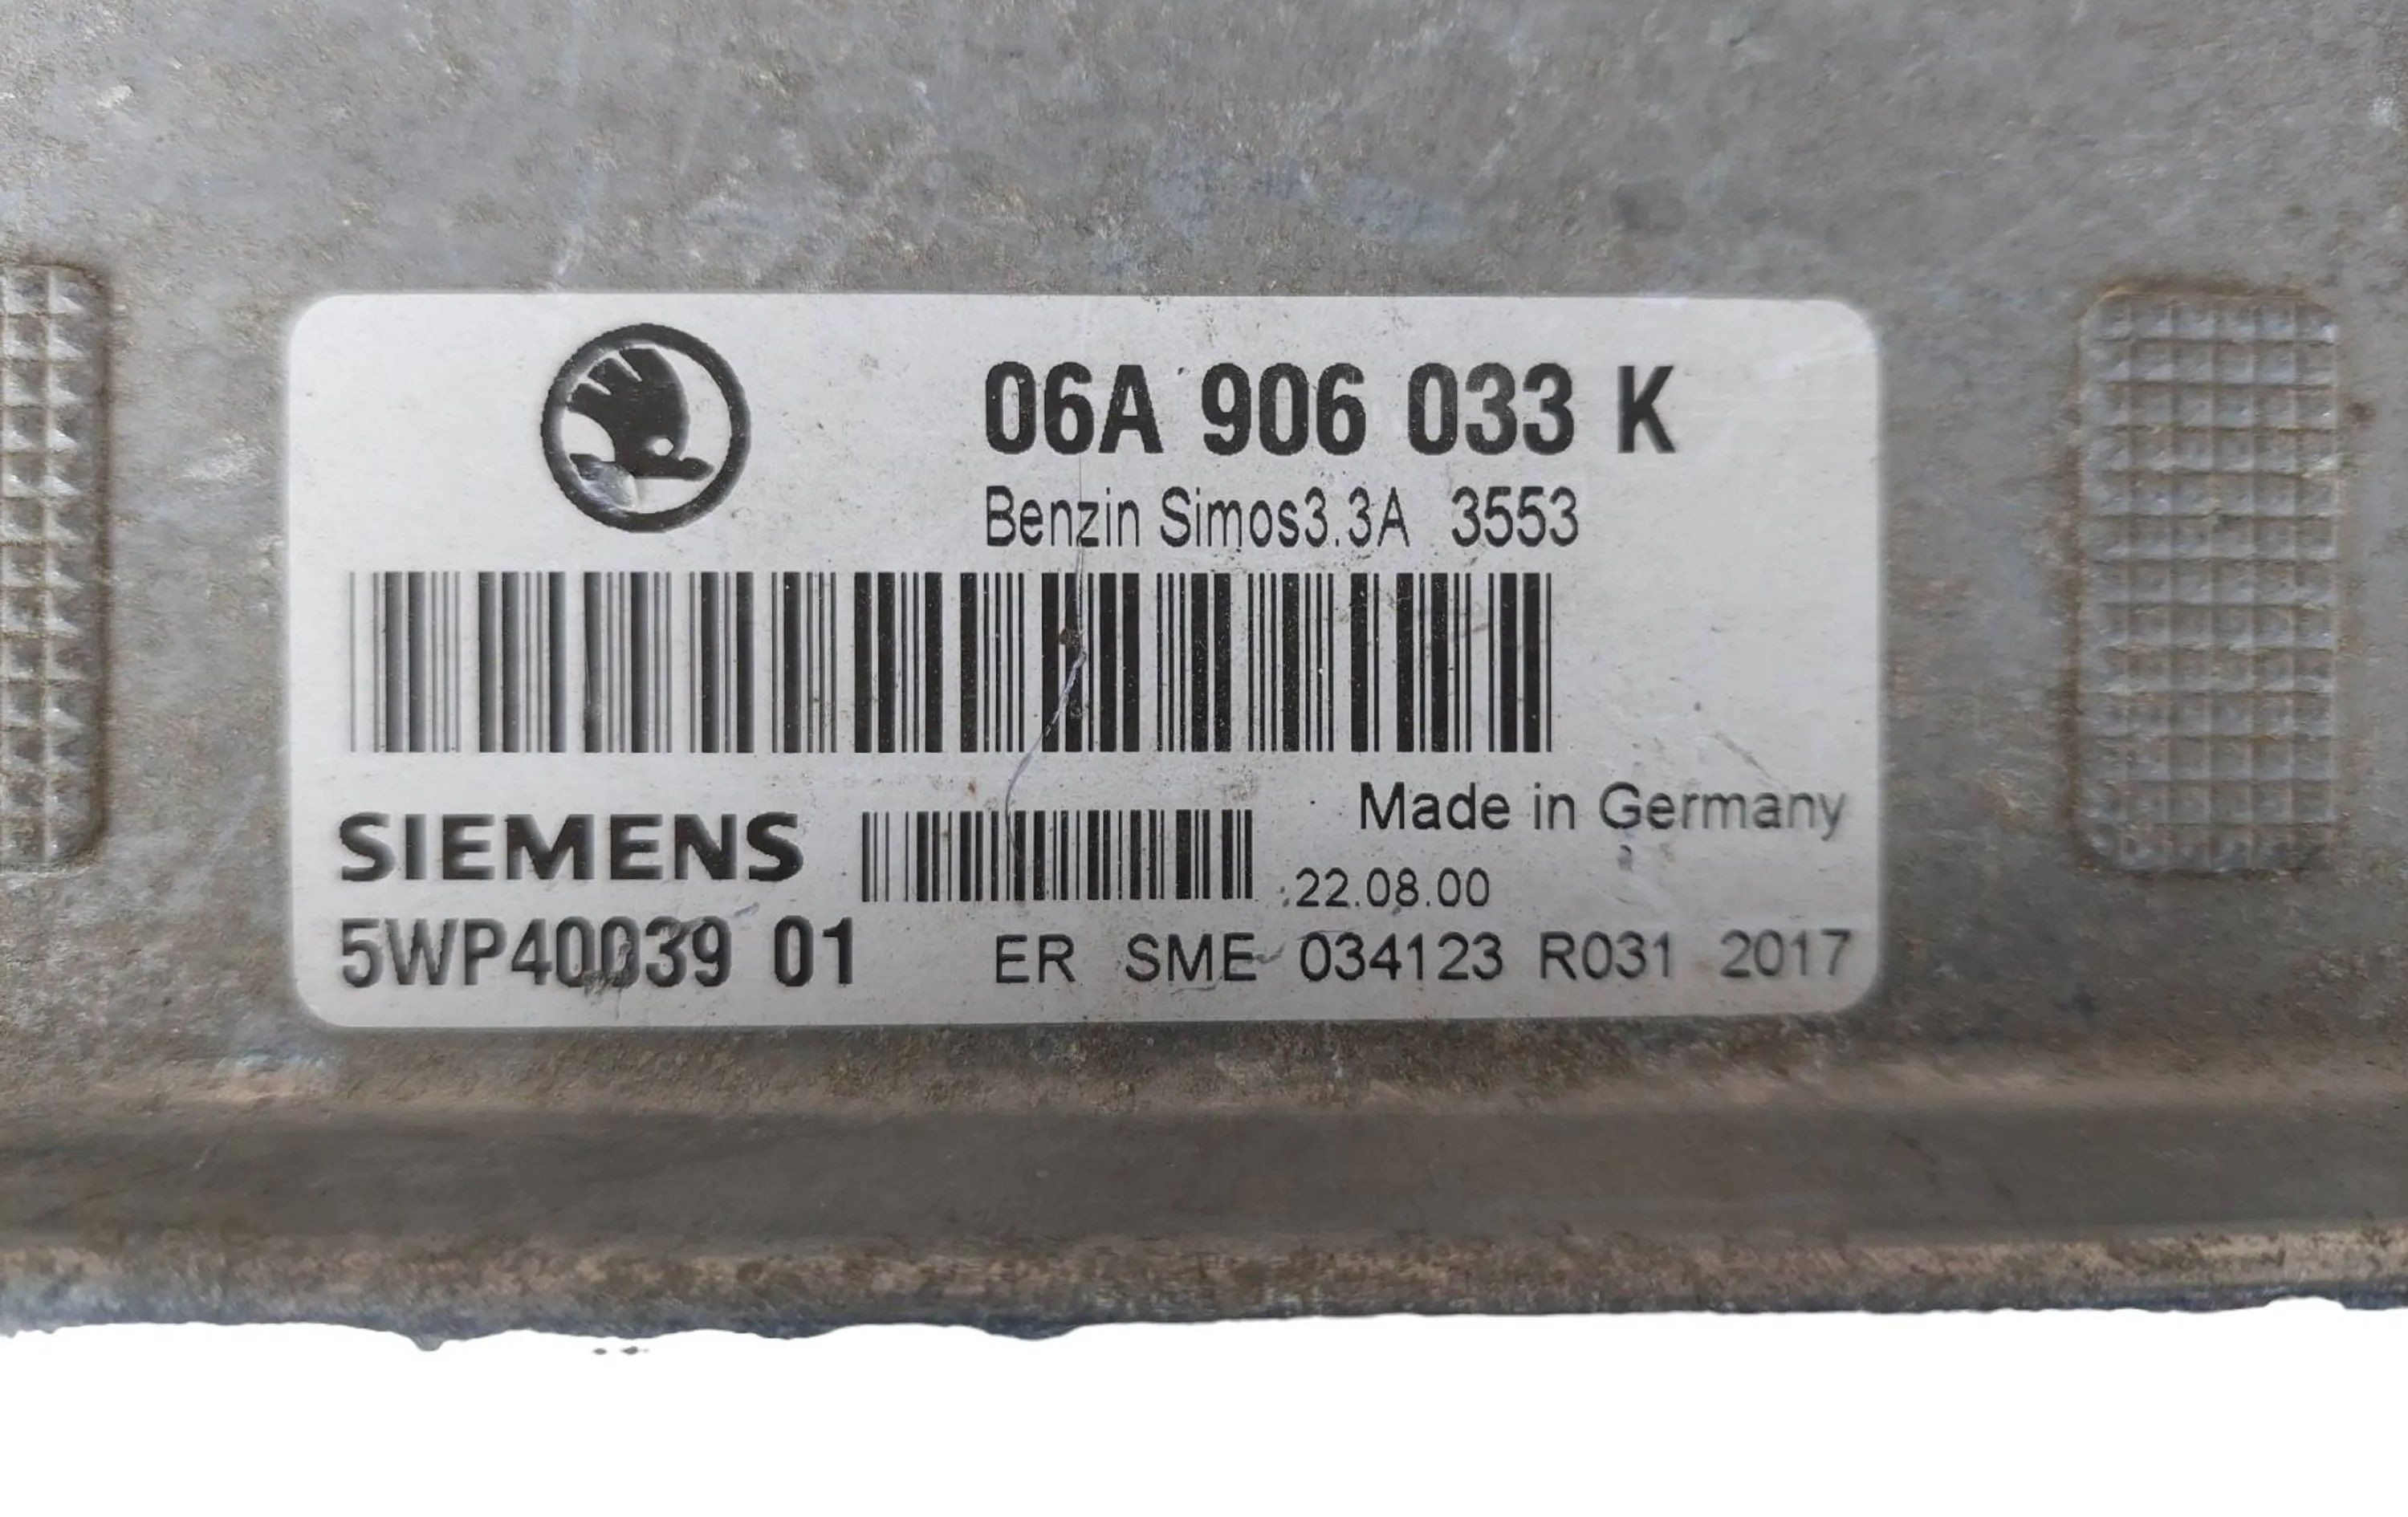 06A 906 033 K
Benzin Simos3.3A 3553
Made in Germany
SIEMENS
22.08.00
5WP40039 01 ER SME 034123 R031 2017